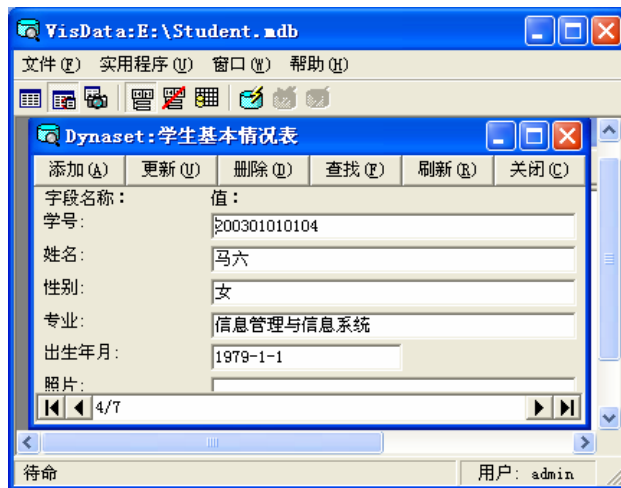 VisData:E:\Student.mdb
文件(F) 实用程序(U) 窗口(W) 帮助(H)
Dynaset:学生基本情况表
添加(A) 更新(U) 删除(D) 查找(F) 刷新(R) 关闭(C)
字段名称: 值:
学号: 200301010104
姓名: 马六
性别: 女
专业: 信息管理与信息系统
出生年月: 1979-1-1
照片:
4/7
待命 用户: admin